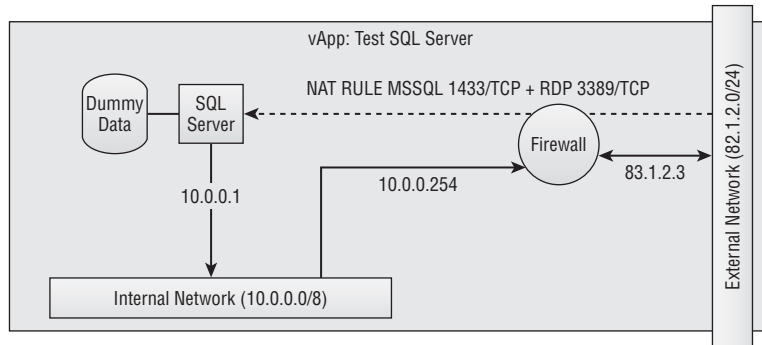 vApp: Test SQL Server
NAT RULE MSSQL 1433/TCP + RDP 3389/TCP
Dummy
Data
SQL
Server
Firewall
10.0.0.1
10.0.0.254
83.1.2.3
Internal Network (10.0.0.0/8)
External Network (82.1.2.0/24)